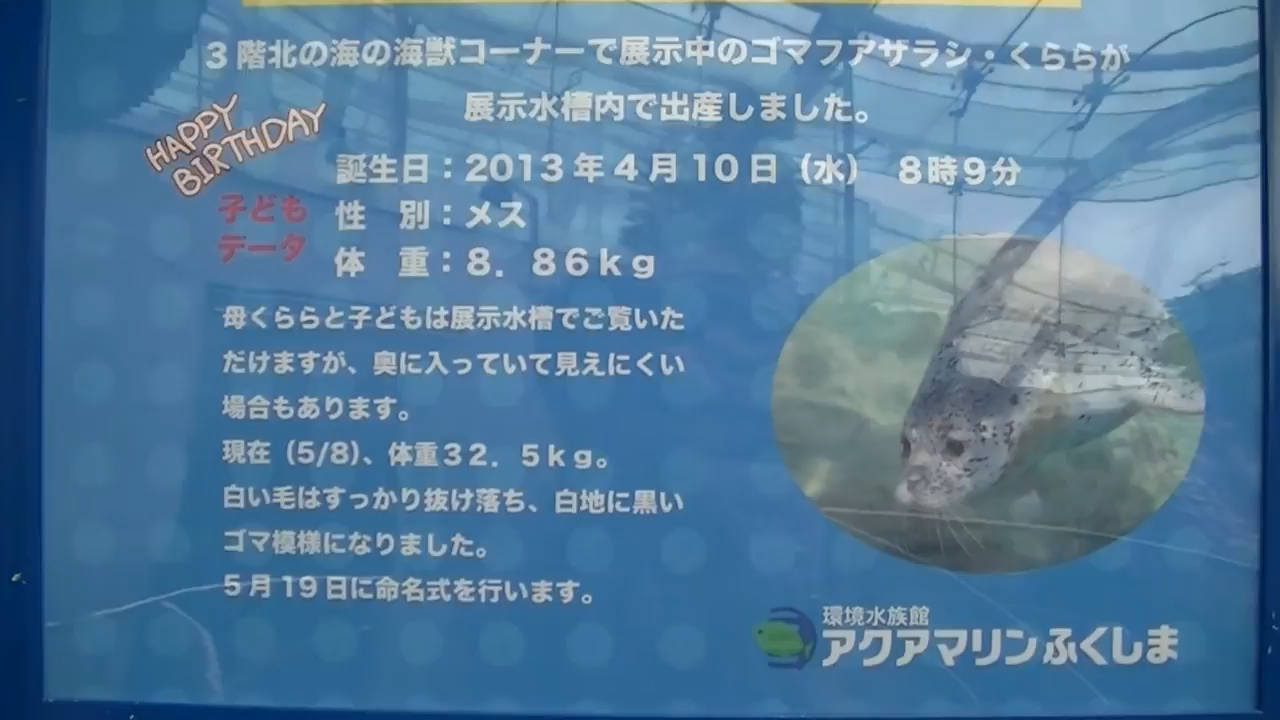 3階北の海の海獣コーナーで展示中のゴマフアザラシ・くららが
展示水槽内で出産しました。
HAPPY
BIRTHDAY
子ども
データ
誕生日：2013年4月10日（水） 8時9分
性 別：メス
体 重：8．86kg
母くららと子どもは展示水槽でご覧いた
だけますが、奥に入っていて見えにくい
場合もあります。
現在（5/8）、体重32．5kg。
白い毛はすっかり抜け落ち、白地に黒い
ゴマ模様になりました。
5月19日に命名式を行います。
環境水族館
アクアマリンふくしま